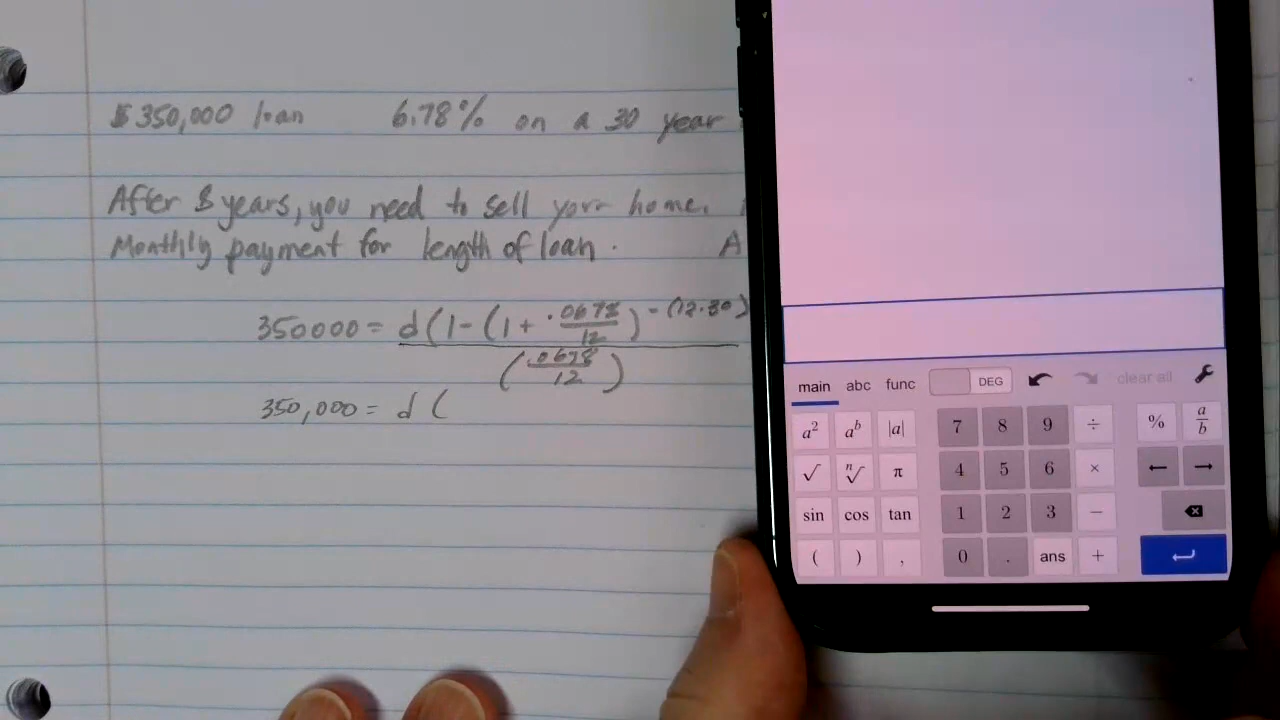 $350,000 loan 6.78% on a 30 year
After 8 years, you need to sell your home.
Monthly payment for length of loan. A
350000 = d(1-(1+.0678/12)-(12.30)
(.0678/12)
350,000 = d (
main abc func DEG clear all
a² aᵇ |a| 7 8 9 ÷ % a/b
√ ⁿ√ π 4 5 6 × ← →
sin cos tan 1 2 3 −
( ) , 0 . ans +